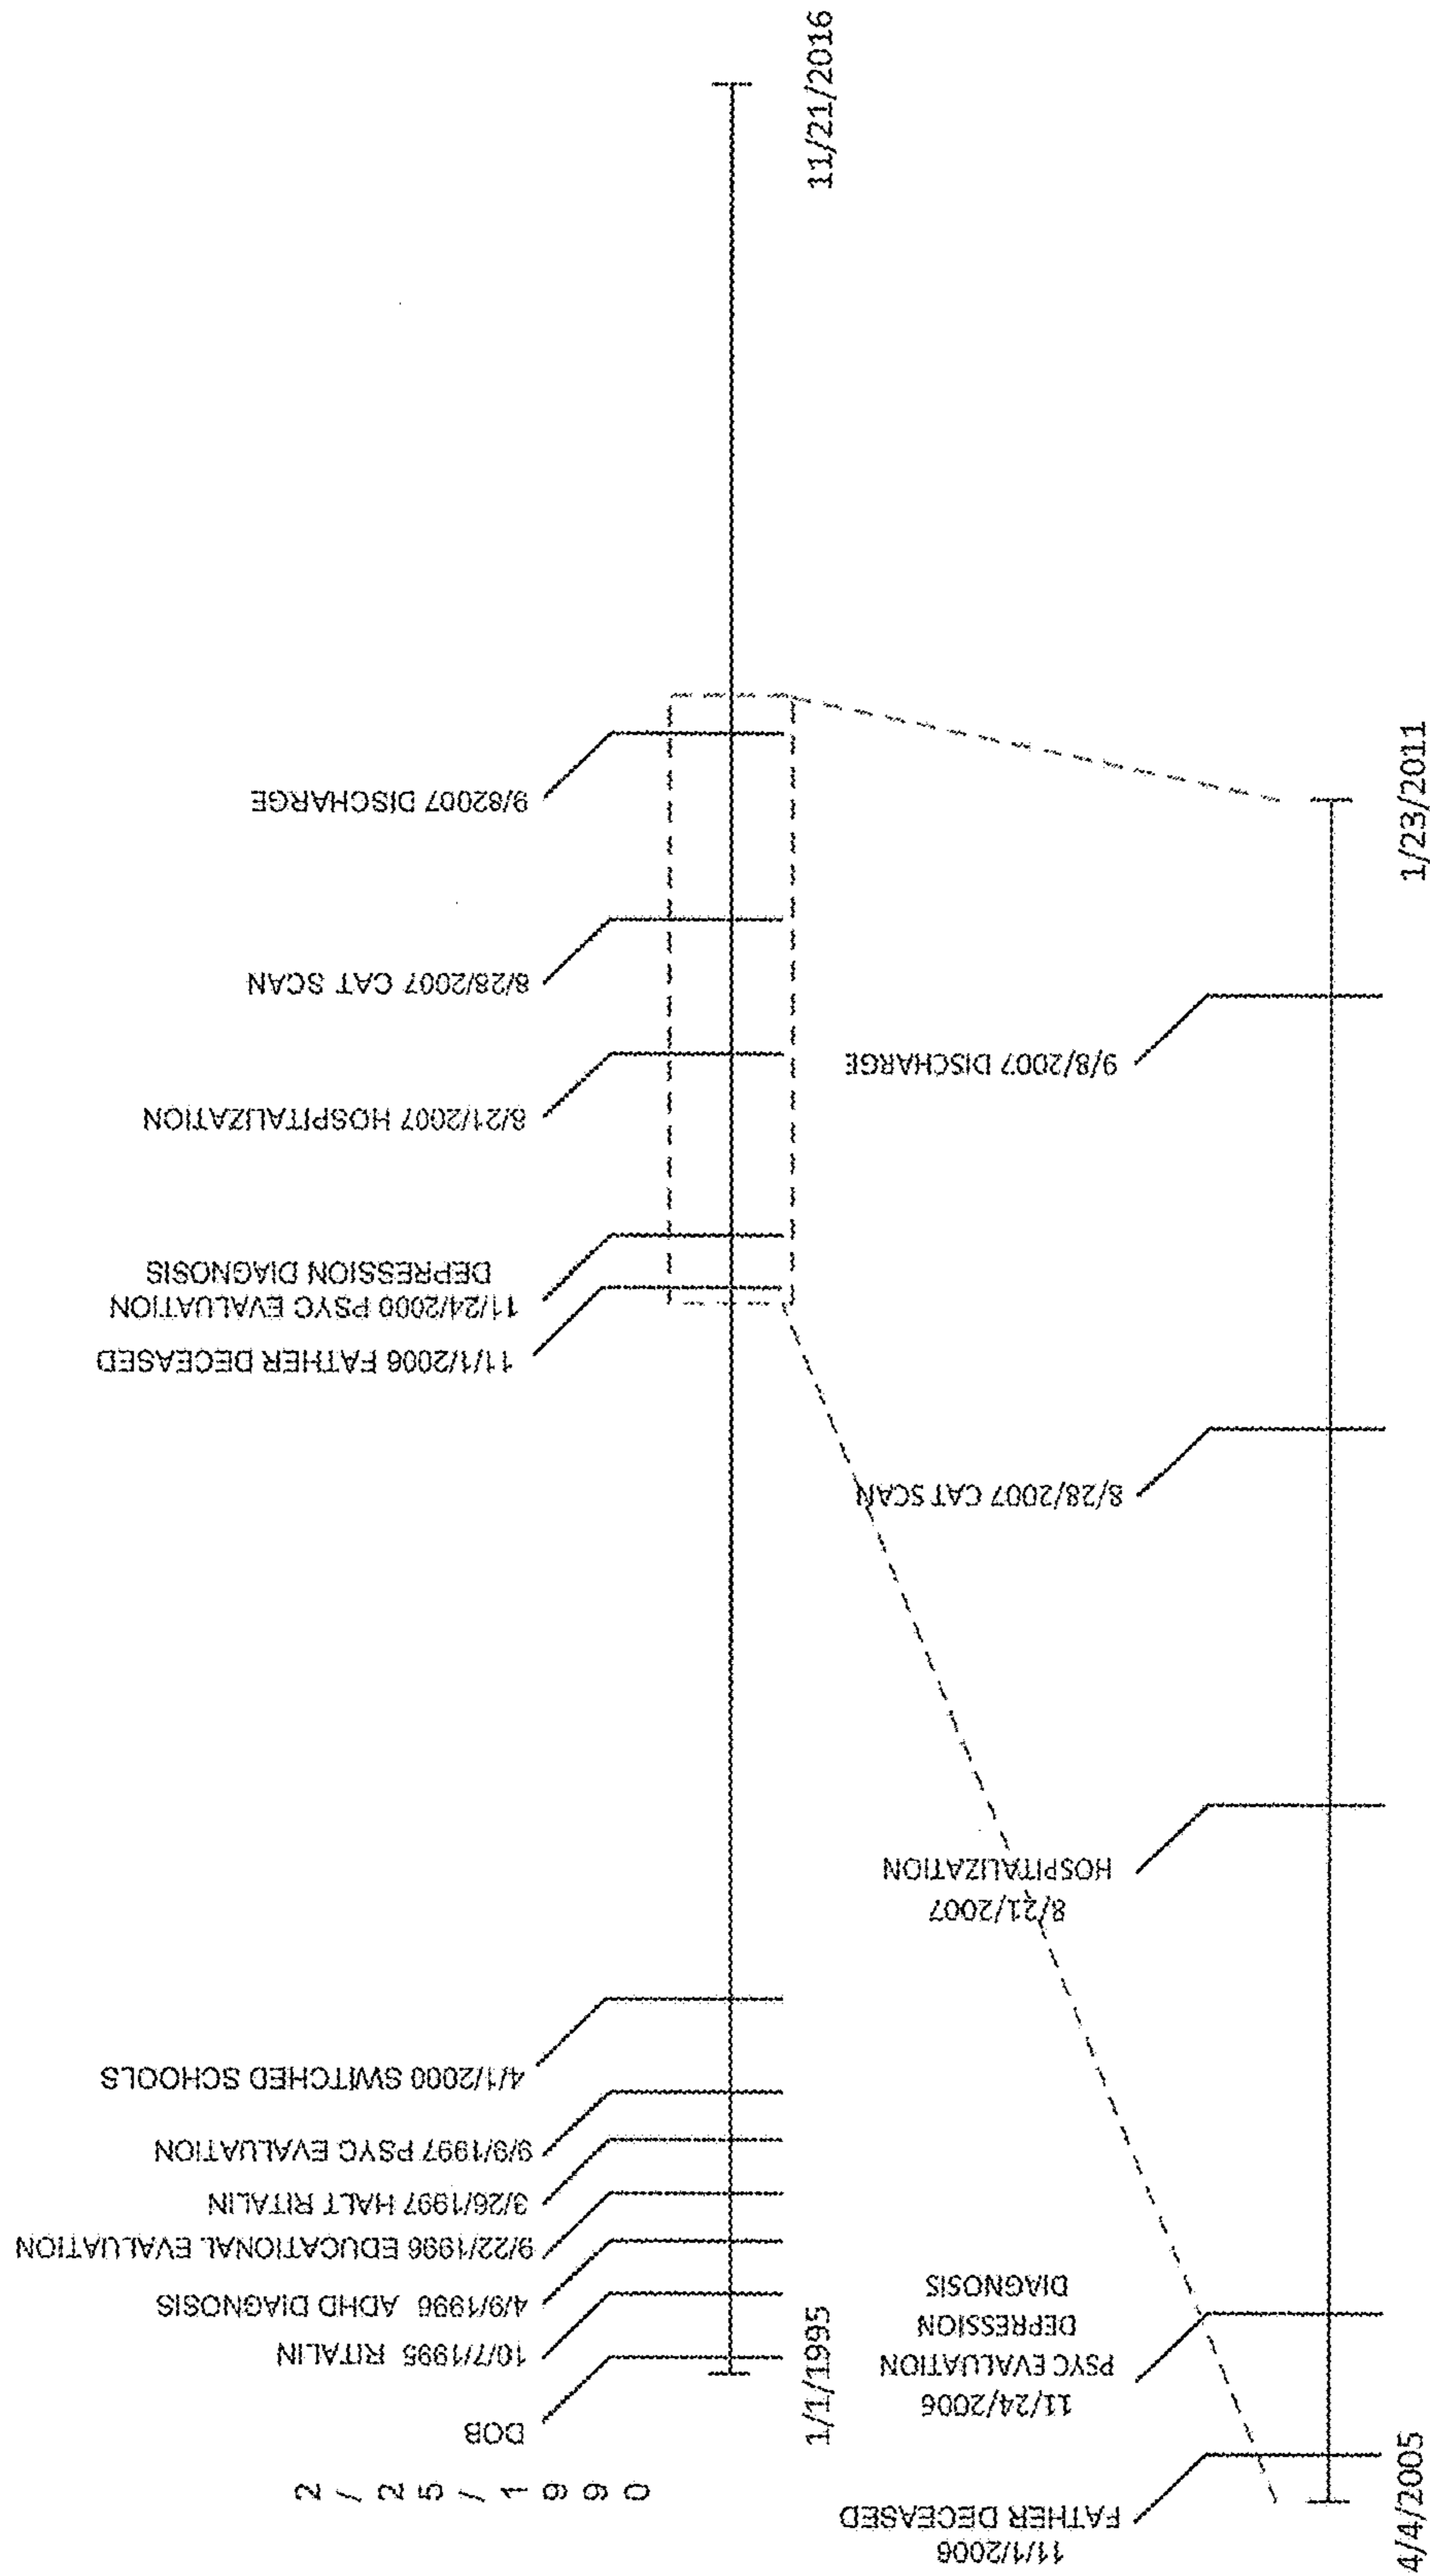 2/25/1990
DOB
10/7/1995 RITALIN
4/9/1996 ADHD DIAGNOSIS
9/22/1996 EDUCATIONAL EVALUATION
3/26/1997 HALT RITALIN
9/9/1997 PSYC EVALUATION
4/1/2000 SWITCHED SCHOOLS
11/1/2006 FATHER DECEASED
11/24/2000 PSYC EVALUATION
DEPRESSION DIAGNOSIS
8/21/2007 HOSPITALIZATION
8/28/2007 CAT SCAN
9/82007 DISCHARGE
1/1/1995
11/21/2016
11/1/2006
FATHER DECEASED
11/24/2006
PSYC EVALUATION
DEPRESSION
DIAGNOSIS
8/21/2007
HOSPITALIZATION
8/28/2007 CAT SCAN
9/8/2007 DISCHARGE
4/4/2005
1/23/2011